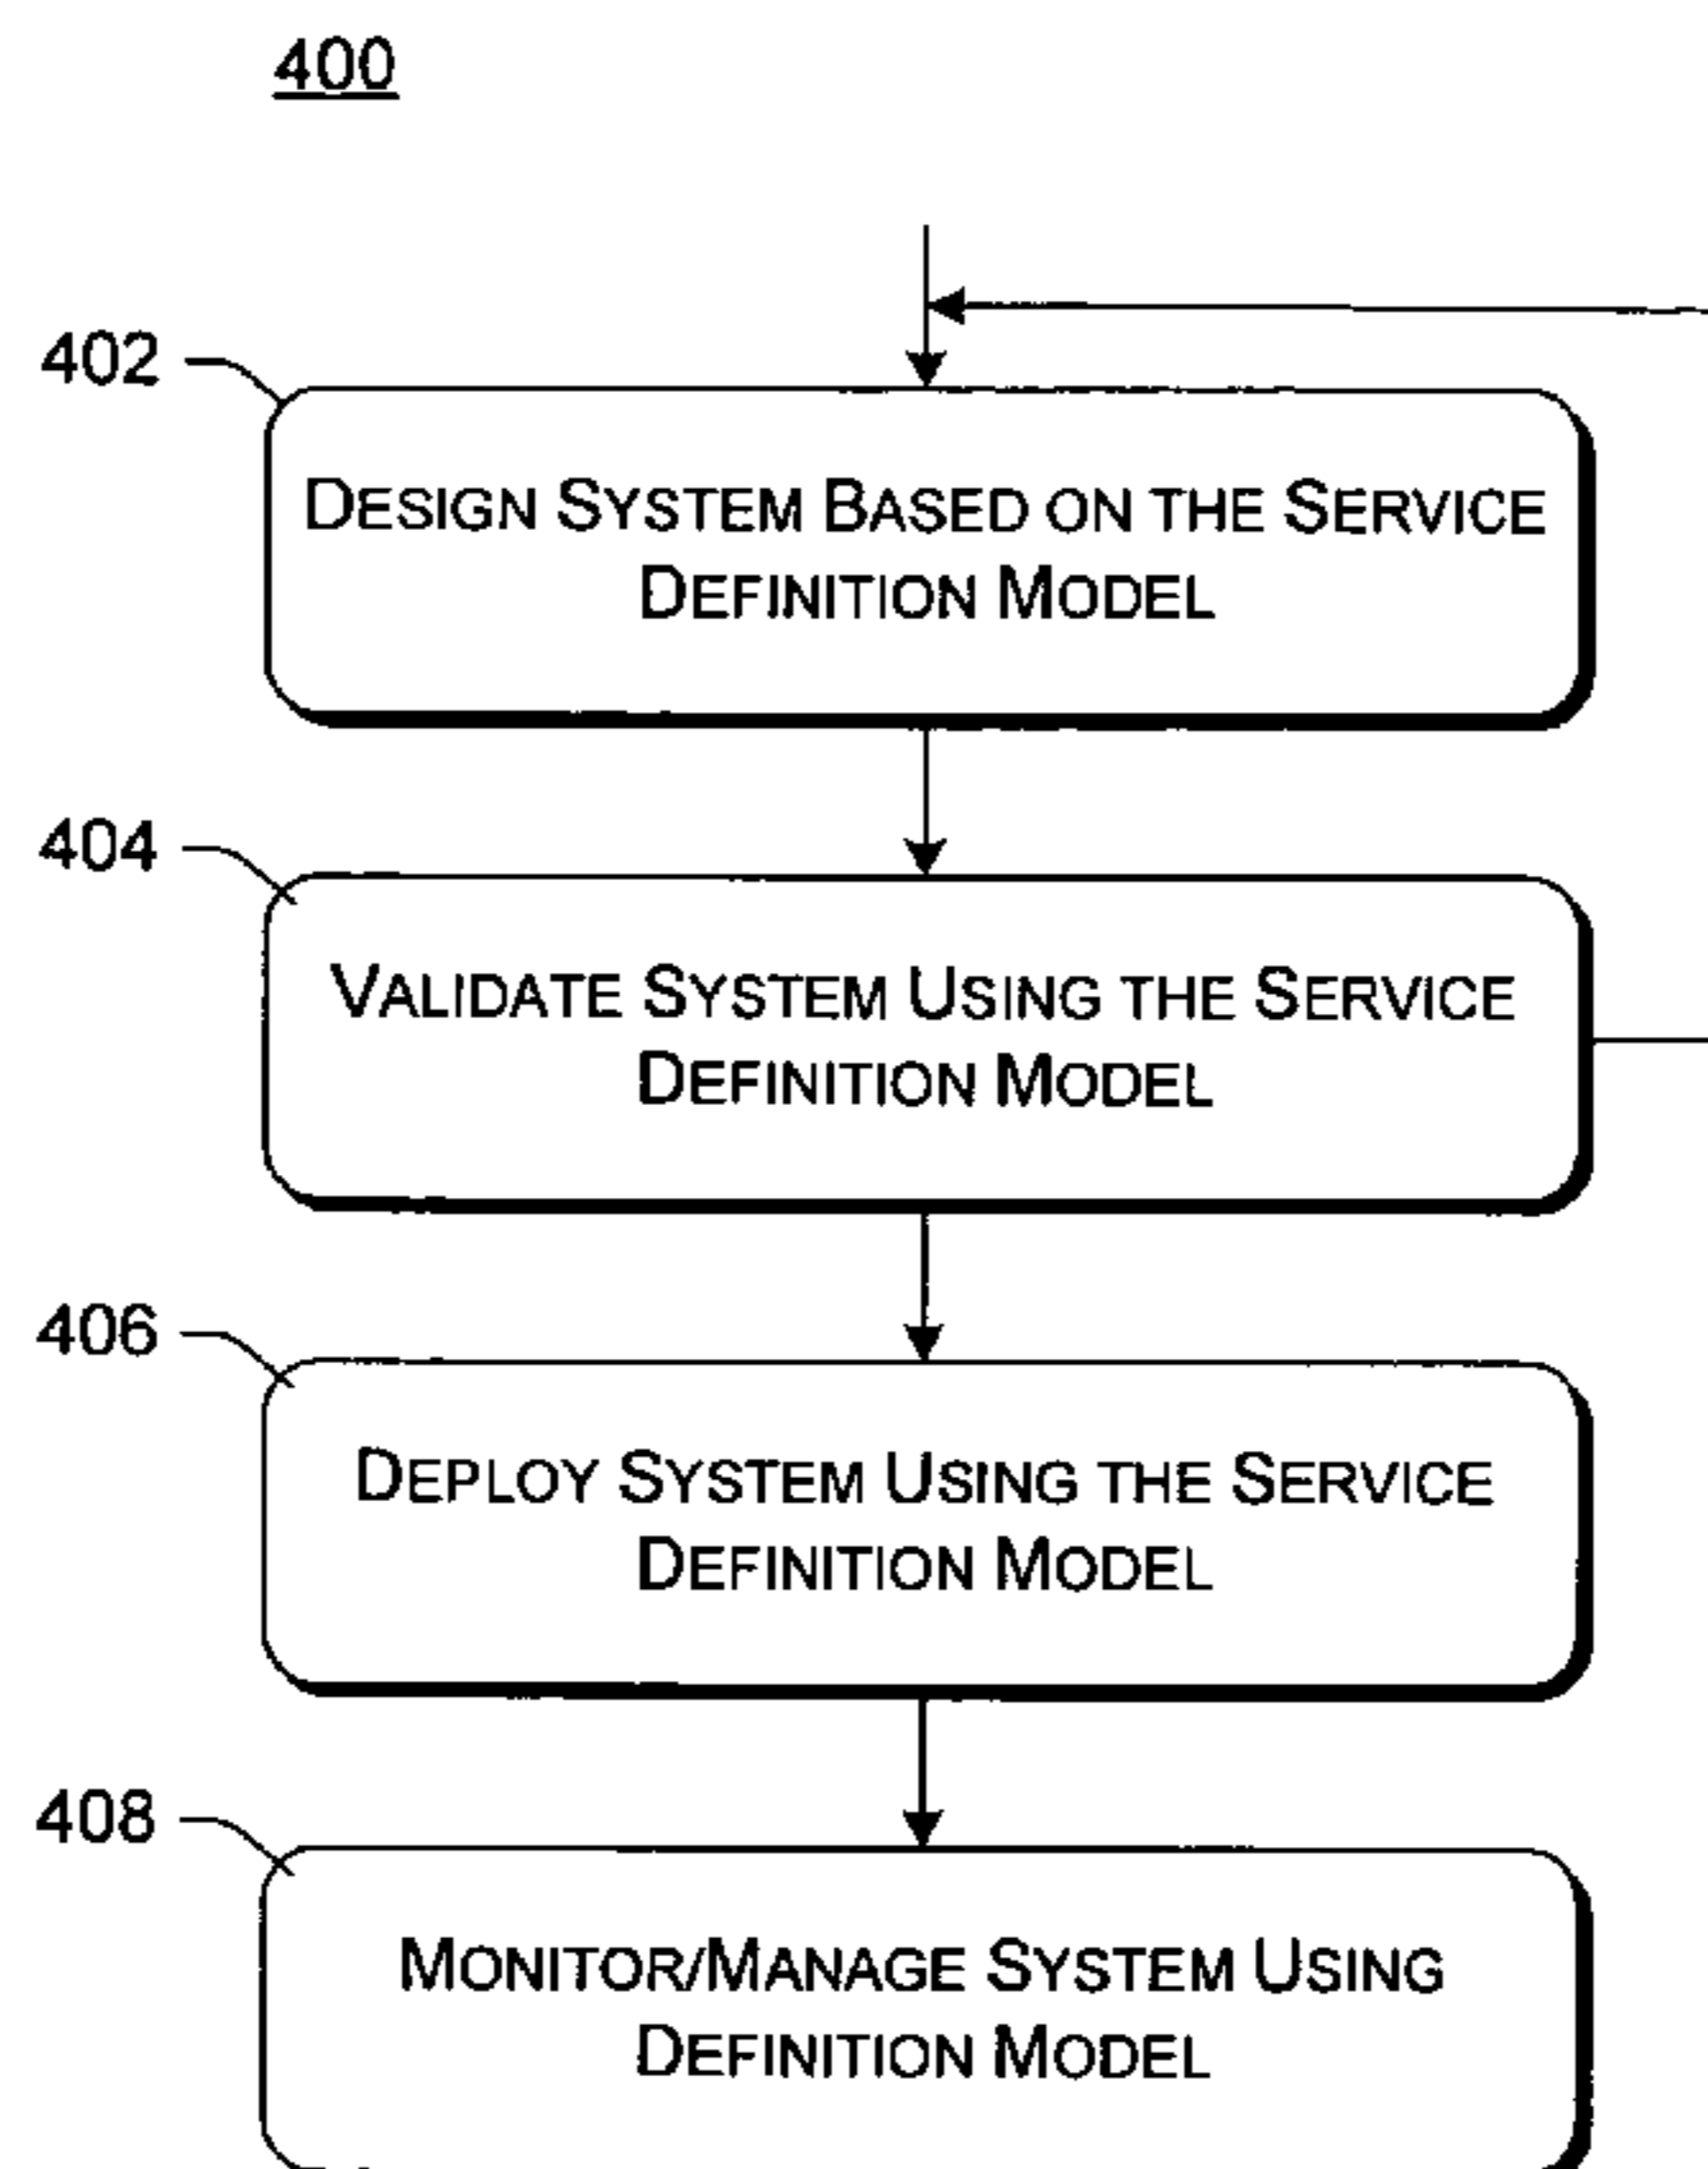 400
402
DESIGN SYSTEM BASED ON THE SERVICE
DEFINITION MODEL
404
VALIDATE SYSTEM USING THE SERVICE
DEFINITION MODEL
406
DEPLOY SYSTEM USING THE SERVICE
DEFINITION MODEL
408
MONITOR/MANAGE SYSTEM USING
DEFINITION MODEL